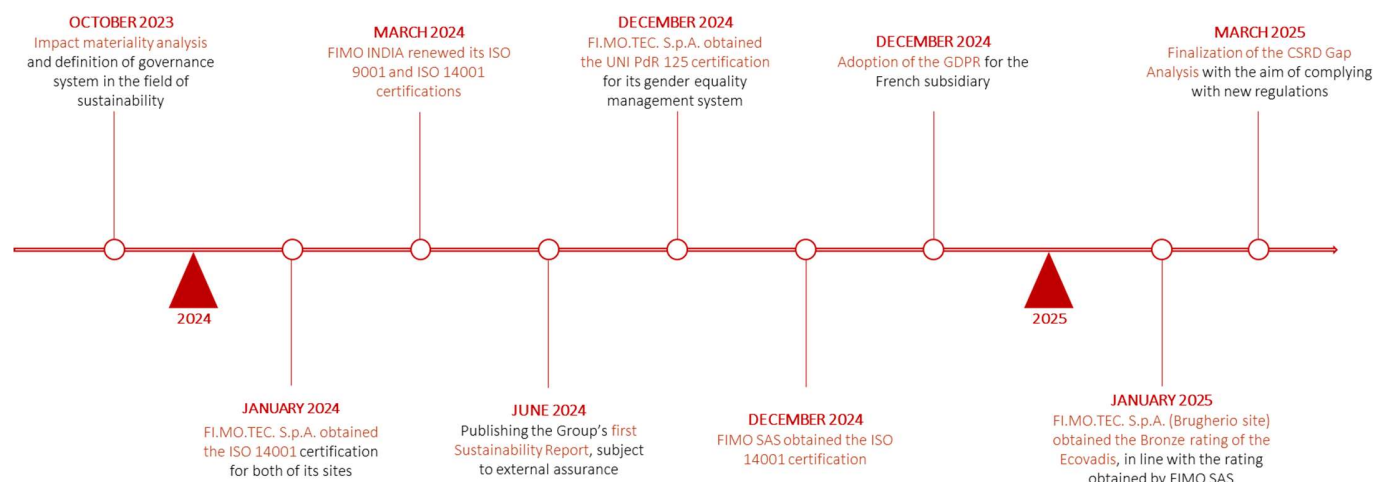 OCTOBER 2023
Impact materiality analysis
and definition of governance
system in the field of
sustainability
MARCH 2024
FIMO INDIA renewed its ISO
9001 and ISO 14001
certifications
DECEMBER 2024
FI.MO.TEC. S.p.A. obtained
the UNI PdR 125 certification
for its gender equality
management system
DECEMBER 2024
Adoption of the GDPR for the
French subsidiary
MARCH 2025
Finalization of the CSRD Gap
Analysis with the aim of complying
with new regulations
2024
2025
JANUARY 2024
FI.MO.TEC. S.p.A. obtained
the ISO 14001 certification
for both of its sites
JUNE 2024
Publishing the Group's first
Sustainability Report, subject
to external assurance
DECEMBER 2024
FIMO SAS obtained the ISO
14001 certification
JANUARY 2025
FI.MO.TEC. S.p.A. (Brugherio site)
obtained the Bronze rating of the
Ecovadis, in line with the rating
obtained by FIMO SAS